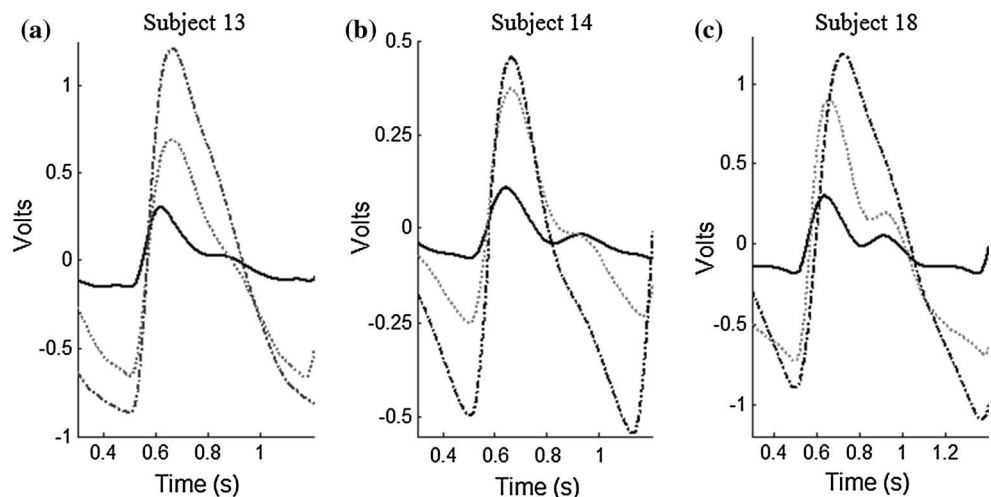 (a) Subject 13
Volts
1
0.5
0
-0.5
-1
0.4 0.6 0.8 1
Time (s)
(b) Subject 14
Volts
0.5
0.25
0
-0.25
-0.5
0.4 0.6 0.8 1
Time (s)
(c) Subject 18
Volts
1
0.5
0
-0.5
-1
0.4 0.6 0.8 1 1.2
Time (s)